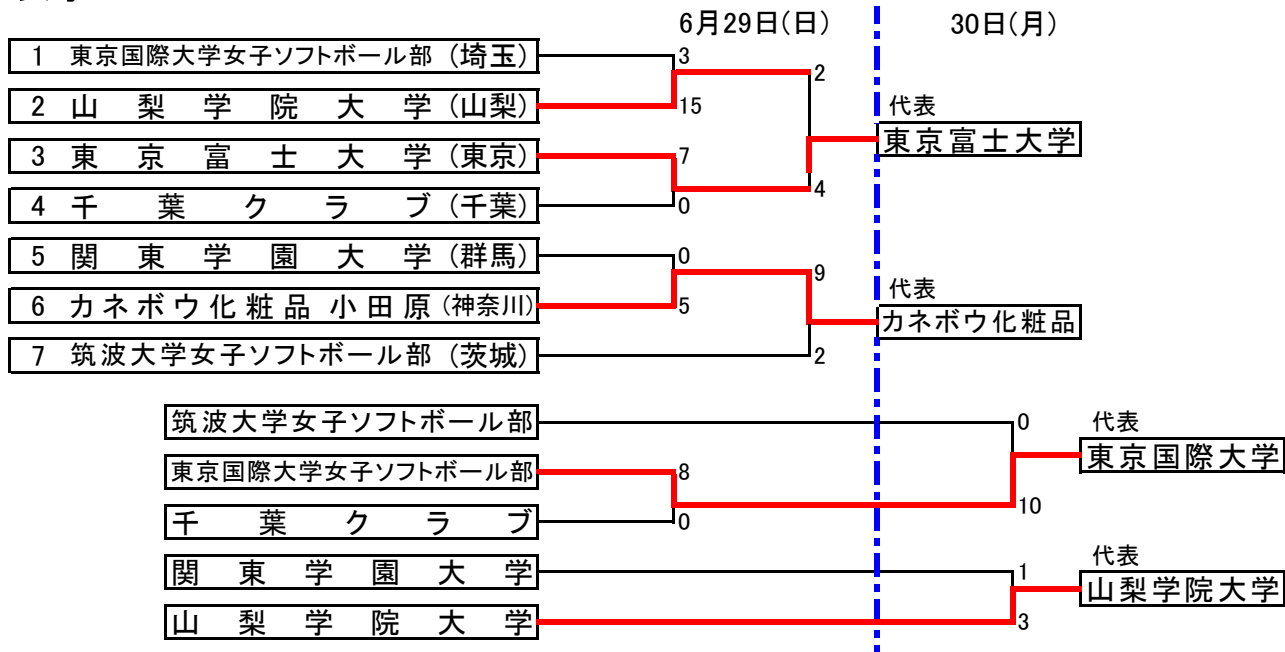 6月29日(日) 30日(月)
1 東京国際大学女子ソフトボール部 (埼玉)
3
2
2 山梨学院大学 (山梨)
15
代表
東京富士大学
3 東京富士大学 (東京)
7
4
4 千葉クラブ (千葉)
0
5 関東学園大学 (群馬)
0
9
代表
6 カネボウ化粧品小田原 (神奈川)
5
カネボウ化粧品
7 筑波大学女子ソフトボール部 (茨城)
2
筑波大学女子ソフトボール部
0
代表
東京国際大学
東京国際大学女子ソフトボール部
8
10
千葉クラブ
0
関東学園大学
1
代表
山梨学院大学
山梨学院大学
3